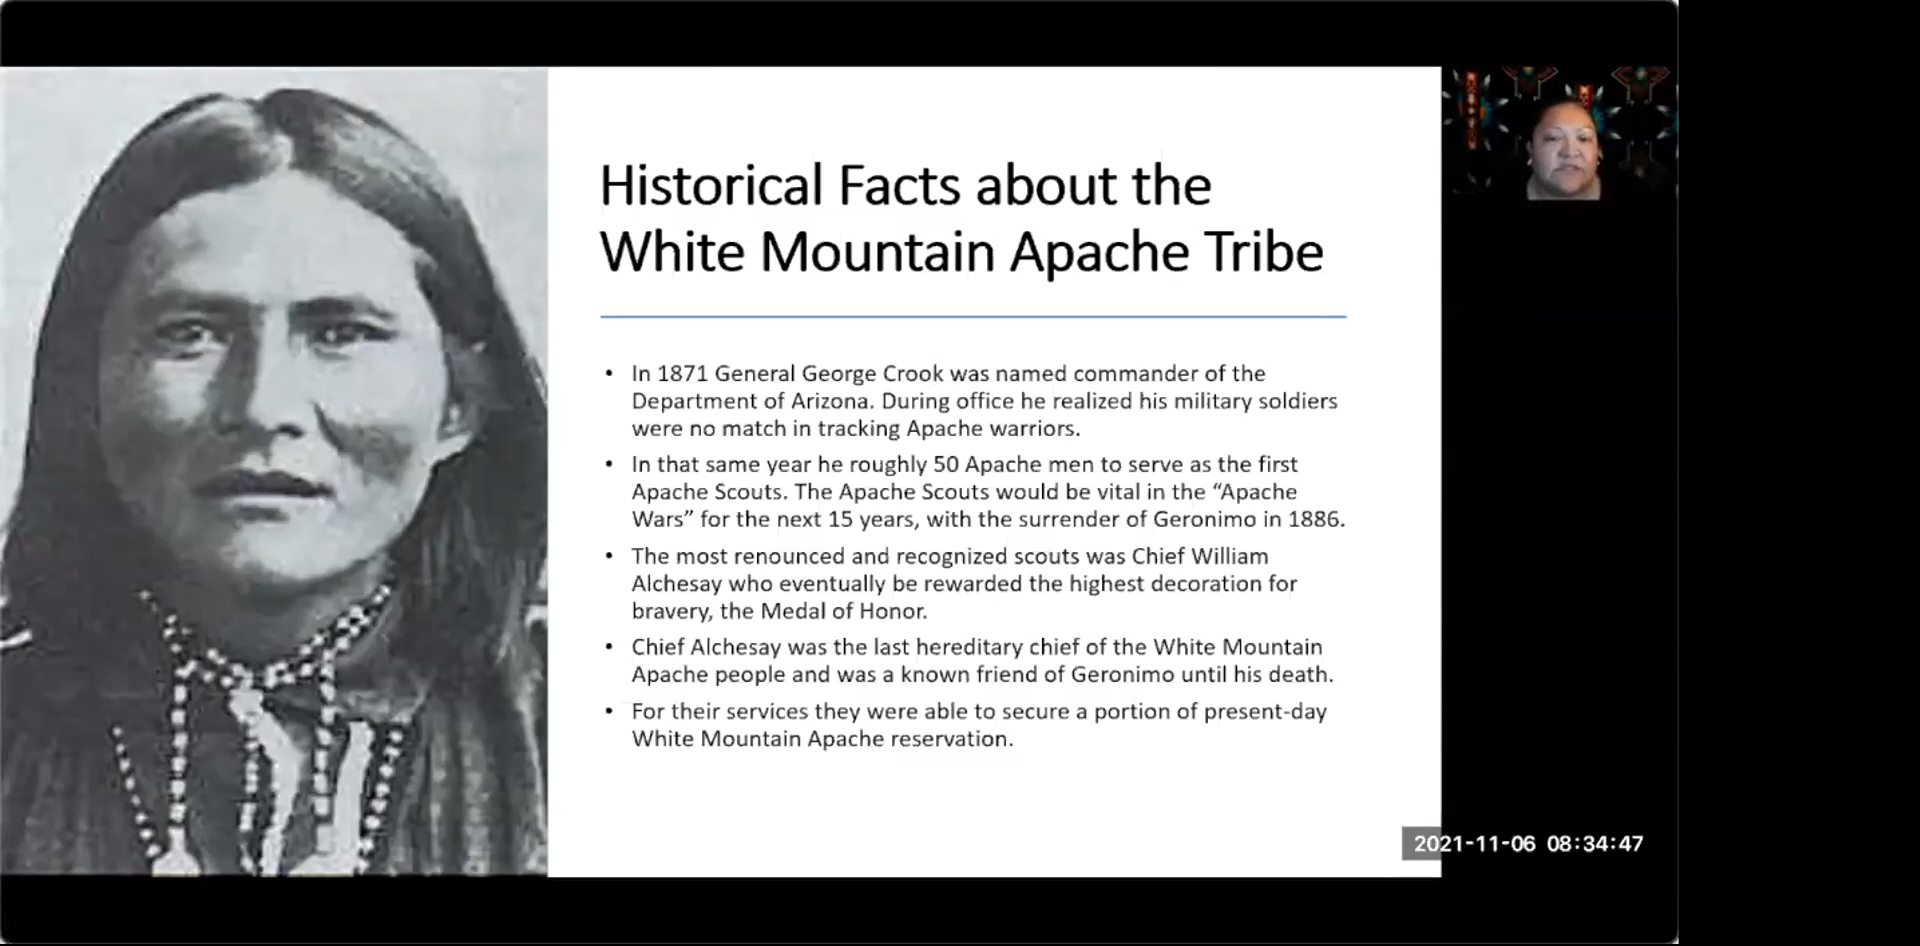 Historical Facts about the
White Mountain Apache Tribe
• In 1871 General George Crook was named commander of the
Department of Arizona. During office he realized his military soldiers
were no match in tracking Apache warriors.
• In that same year he roughly 50 Apache men to serve as the first
Apache Scouts. The Apache Scouts would be vital in the “Apache
Wars” for the next 15 years, with the surrender of Geronimo in 1886.
• The most renounced and recognized scouts was Chief William
Alchesay who eventually be rewarded the highest decoration for
bravery, the Medal of Honor.
• Chief Alchesay was the last hereditary chief of the White Mountain
Apache people and was a known friend of Geronimo until his death.
• For their services they were able to secure a portion of present-day
White Mountain Apache reservation.
2021-11-06 08:34:47